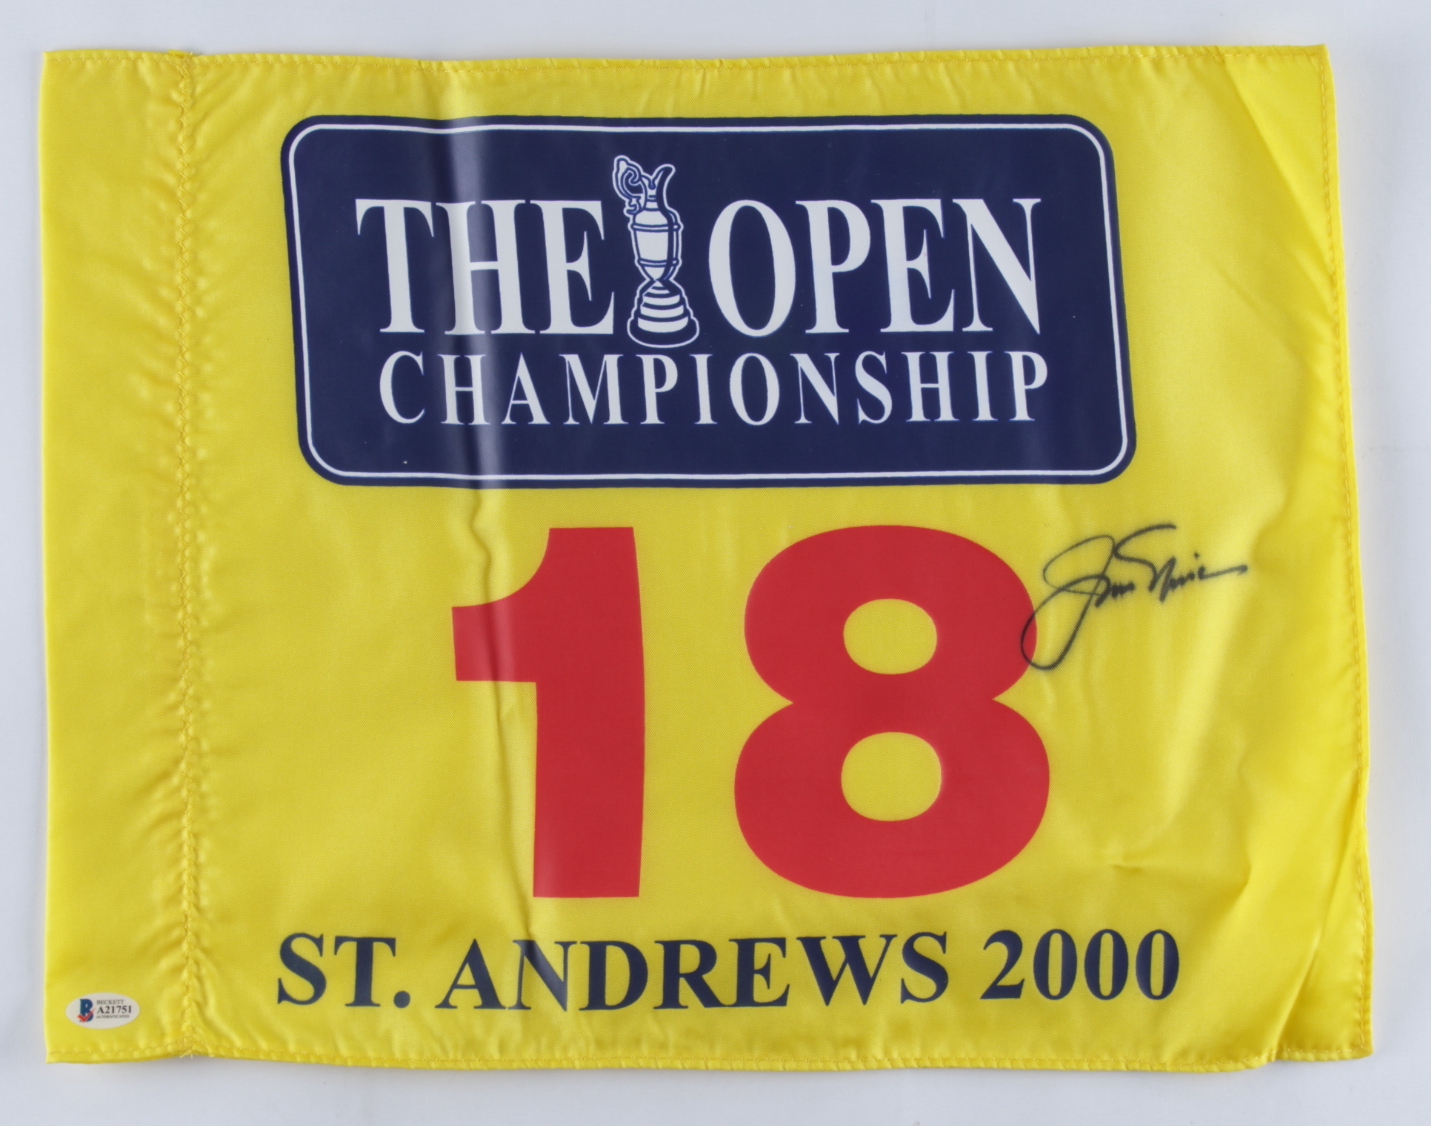 THE OPEN
CHAMPIONSHIP
18
ST. ANDREWS 2000
BECKETT
A21751